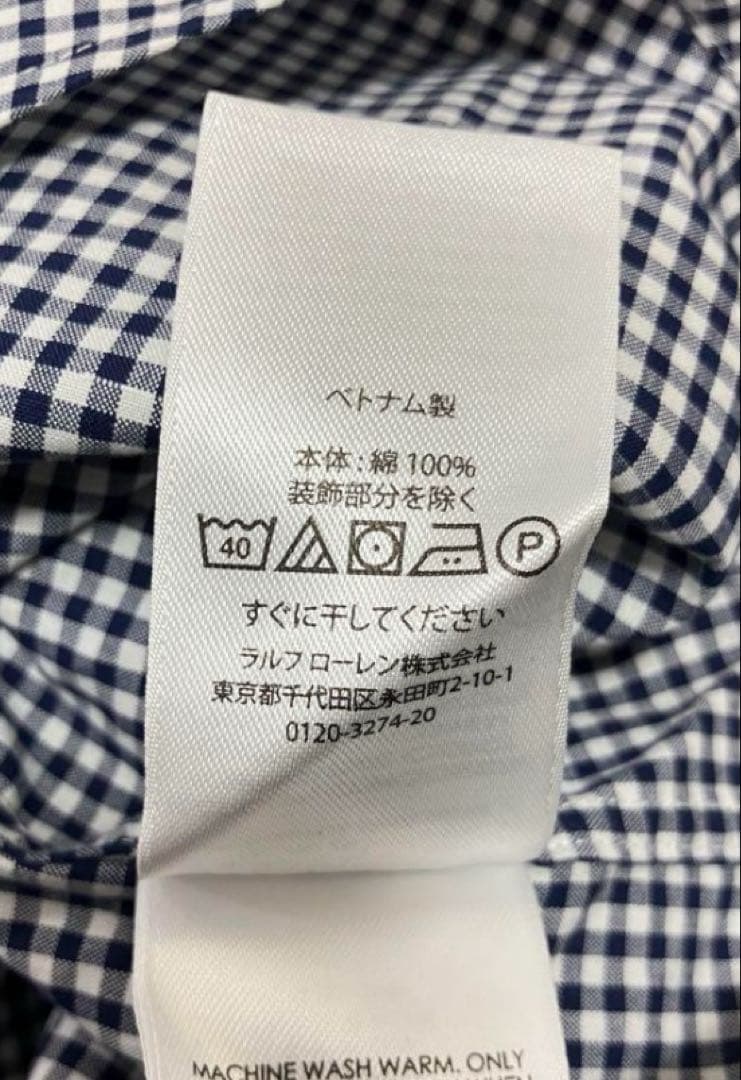 ベトナム製
本体:綿 100%
装飾部分を除く
40 P
すぐに干してください
ラルフ ローレン株式会社
東京都千代田区永田町2-10-1
0120-3274-20
MACHINE WASH WARM. ONLY